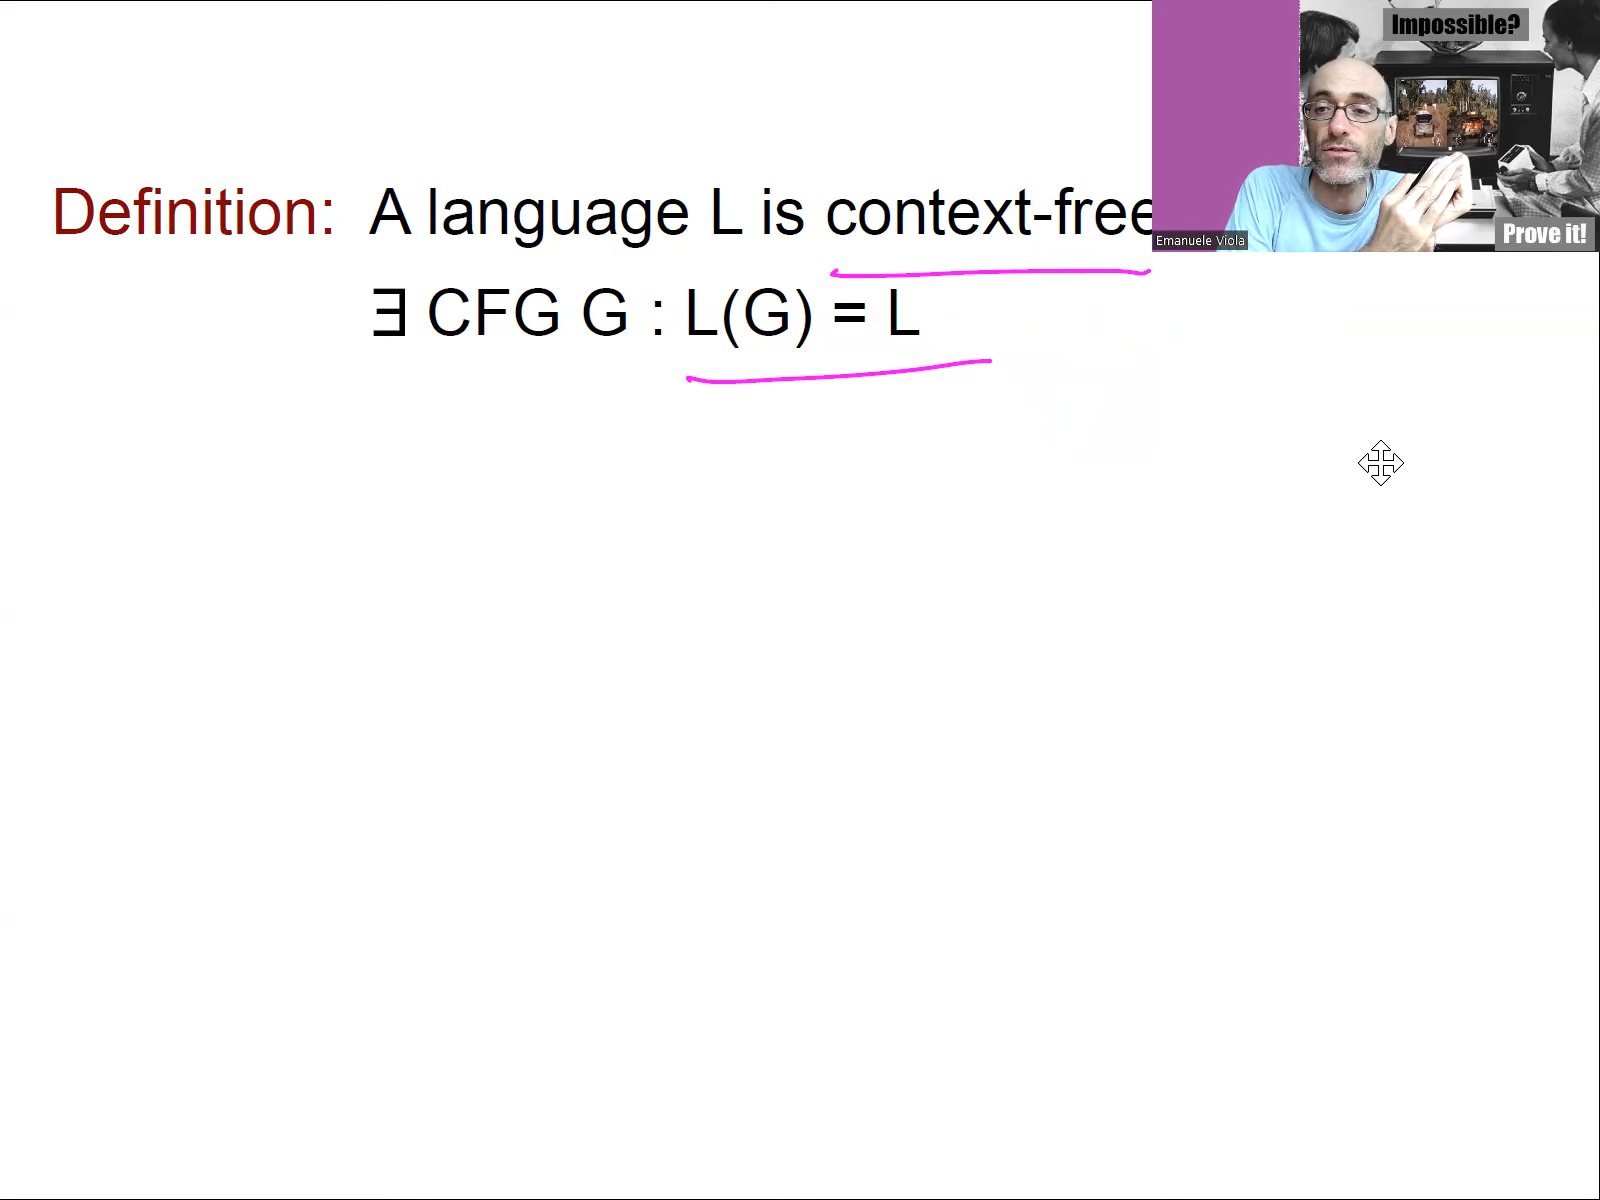 Impossible?
Definition: A language L is context-free
Emanuele Viola
Prove it!
∃ CFG G : L(G) = L